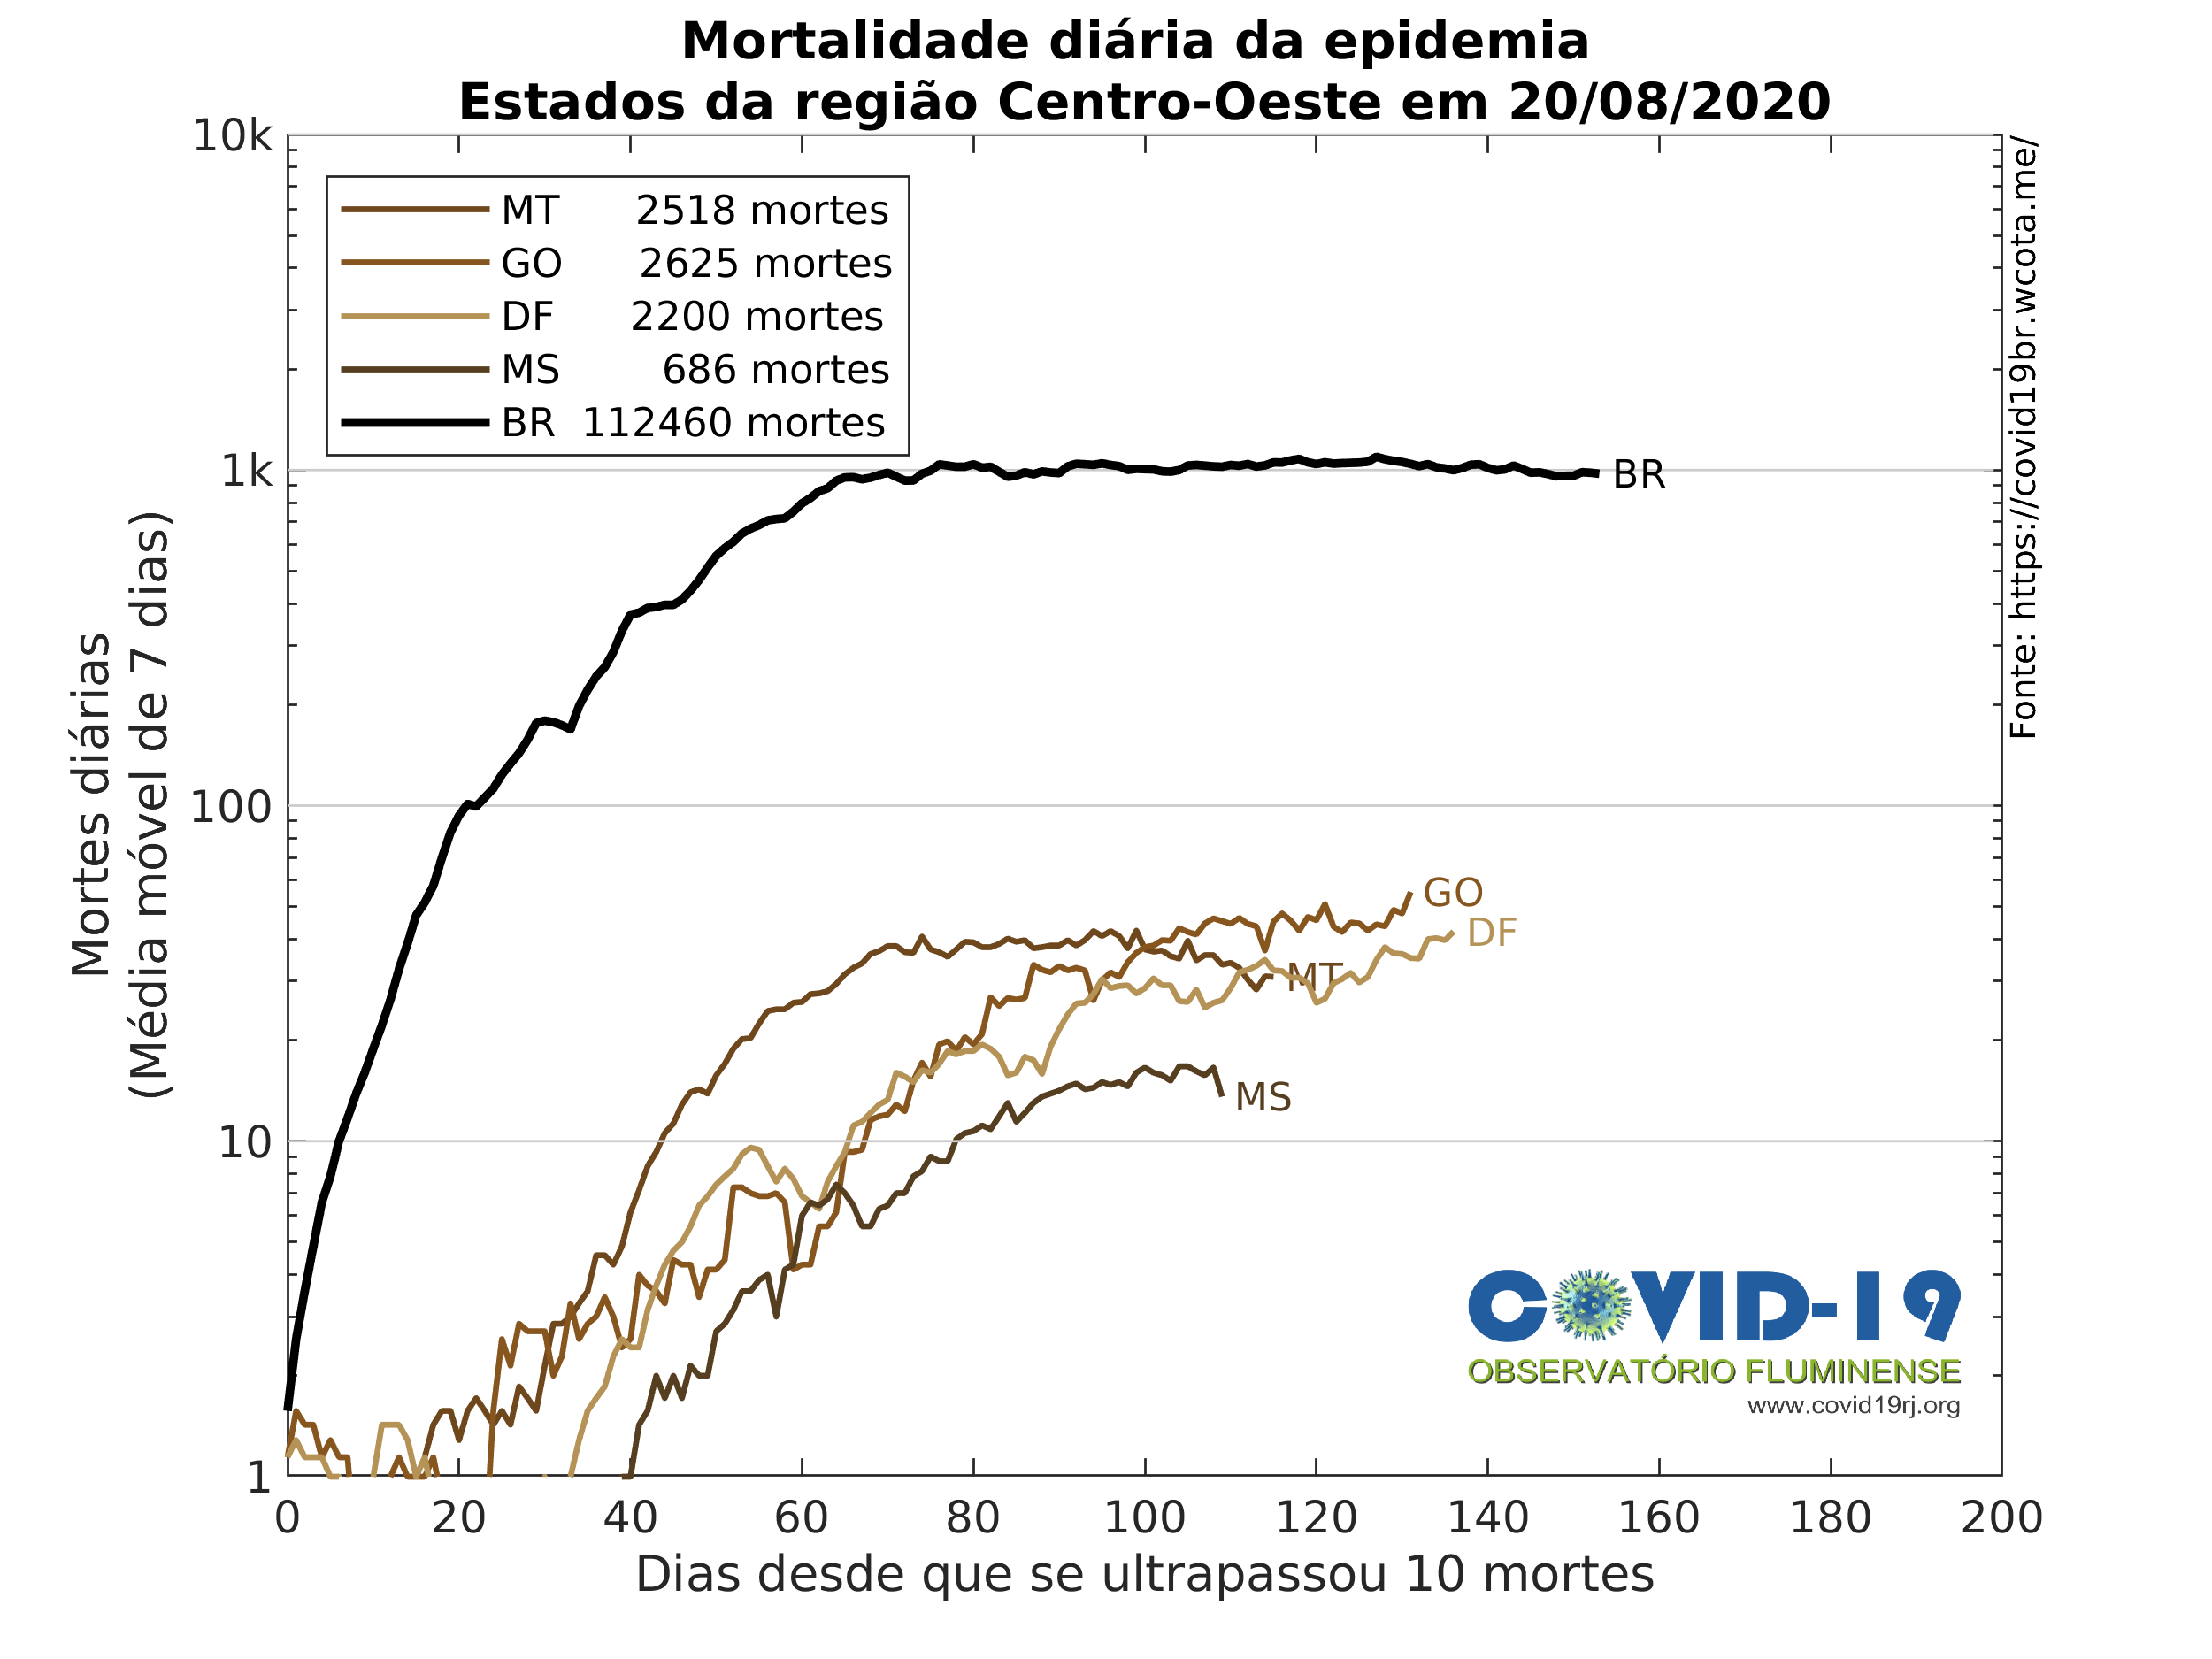 Mortalidade diária da epidemia
Estados da região Centro-Oeste em 20/08/2020
10k
1k
100
10
1
Mortes diárias
(Média móvel de 7 dias)
MT 2518 mortes
GO 2625 mortes
DF 2200 mortes
MS 686 mortes
BR 112460 mortes
BR
GO
DF
MT
MS
Fonte: https://covid19br.wcota.me/
COVID-19
OBSERVATÓRIO FLUMINENSE
www.covid19rj.org
0 20 40 60 80 100 120 140 160 180 200
Dias desde que se ultrapassou 10 mortes